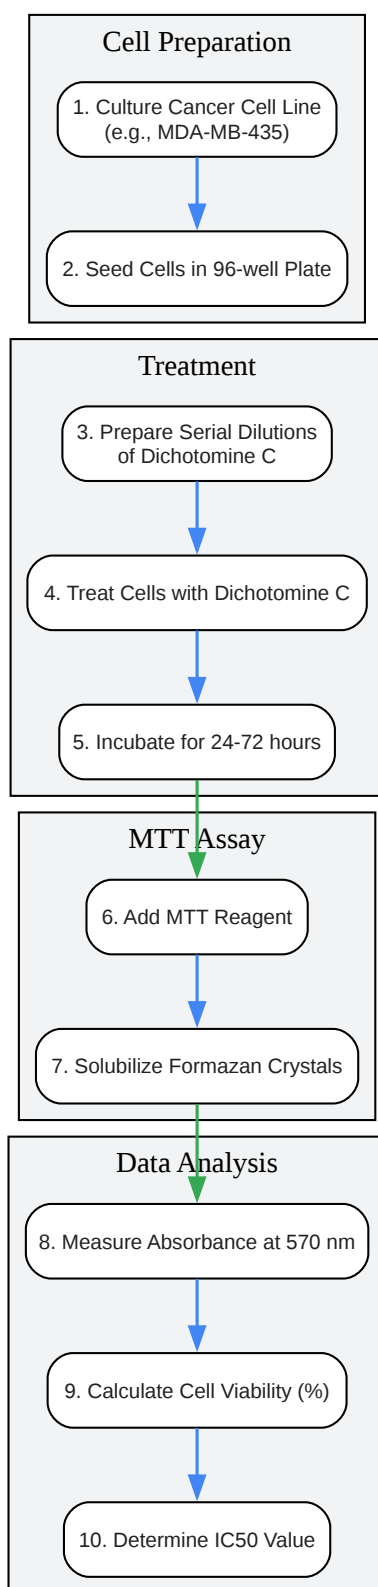 Cell Preparation
1. Culture Cancer Cell Line
(e.g., MDA-MB-435)
2. Seed Cells in 96-well Plate
Treatment
3. Prepare Serial Dilutions
of Dichotomine C
4. Treat Cells with Dichotomine C
5. Incubate for 24-72 hours
MTT Assay
6. Add MTT Reagent
7. Solubilize Formazan Crystals
Data Analysis
8. Measure Absorbance at 570 nm
9. Calculate Cell Viability (%)
10. Determine IC50 Value